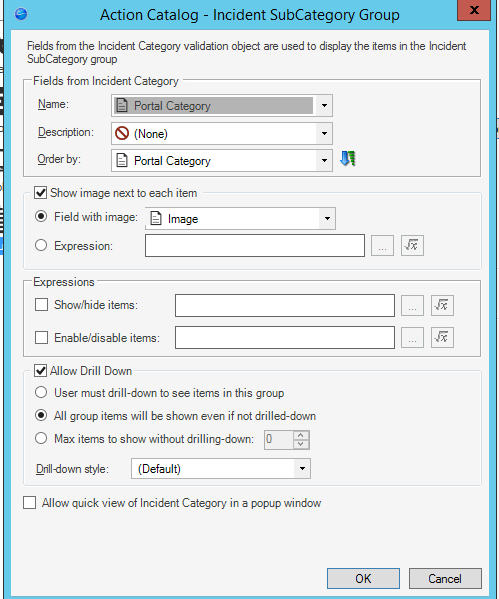 Action Catalog - Incident SubCategory Group
x
Fields from the Incident Category validation object are used to display the items in the Incident
SubCategory group
Fields from Incident Category
Name: Portal Category
Description: (None)
Order by: Portal Category
Show image next to each item
Field with image: Image
Expression: ... √x
Expressions
Show/hide items: ... √x
Enable/disable items: ... √x
Allow Drill Down
User must drill-down to see items in this group
All group items will be shown even if not drilled-down
Max items to show without drilling-down: 0
Drill-down style: (Default)
Allow quick view of Incident Category in a popup window
OK Cancel